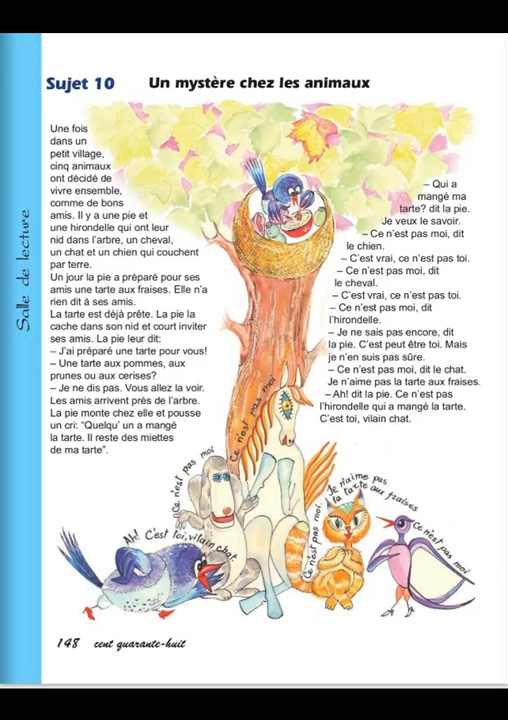 Sujet 10
Un mystère chez les animaux
Salle de lecture
Une fois
dans un
petit village,
cinq animaux
ont décidé de
vivre ensemble,
comme de bons
amis. Il y a une pie et
une hirondelle qui ont leur
nid dans l'arbre, un cheval,
un chat et un chien qui couchent
par terre.
Un jour la pie a préparé pour ses
amis une tarte aux fraises. Elle n'a
rien dit à ses amis.
La tarte est déjà prête. La pie la
cache dans son nid et court inviter
ses amis. La pie leur dit:
– J'ai préparé une tarte pour vous!
– Une tarte aux pommes, aux
prunes ou aux cerises?
– Je ne dis pas. Vous allez la voir.
Les amis arrivent près de l'arbre.
La pie monte chez elle et pousse
un cri: "Quelqu' un a mangé
la tarte. Il reste des miettes
de ma tarte".
– Qui a
mangé ma
tarte? dit la pie.
Je veux le savoir.
– Ce n'est pas moi, dit
le chien.
– C'est vrai, ce n'est pas toi.
– Ce n'est pas moi, dit
le cheval.
– C'est vrai, ce n'est pas toi.
– Ce n'est pas moi, dit
l'hirondelle.
– Je ne sais pas encore, dit
la pie. C'est peut être toi. Mais
je n'en suis pas sûre.
– Ce n'est pas moi, dit le chat.
Je n'aime pas la tarte aux fraises.
– Ah! dit la pie. Ce n'est pas
l'hirondelle qui a mangé la tarte.
C'est toi, vilain chat.
Ce n'est pas moi
Ce n'est pas moi
Ah! C'est toi, vilain chat.
Ce n'est pas moi.
Je n'aime pas
la tarte aux fraises
Ce n'est pas moi
148 cent quarante-huit